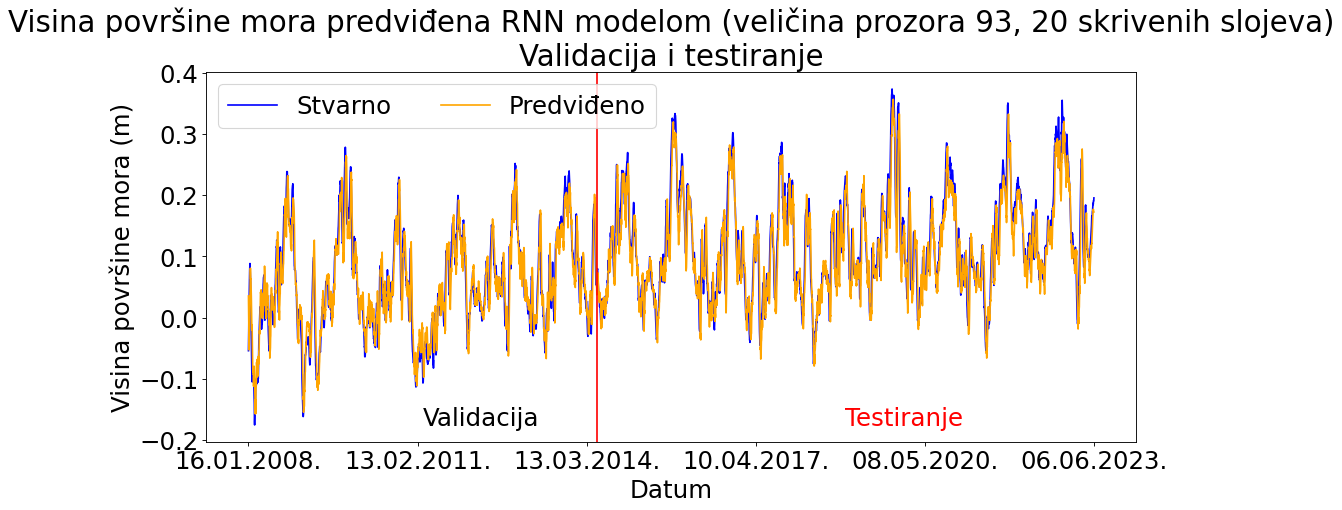 Visina površine mora predviđena RNN modelom (veličina prozora 93, 20 skrivenih slojeva)
Validacija i testiranje
Stvarno
Predviđeno
Visina površine mora (m)
0.4
0.3
0.2
0.1
0.0
−0.1
−0.2
Validacija
Testiranje
16.01.2008.
13.02.2011.
13.03.2014.
10.04.2017.
08.05.2020.
06.06.2023.
Datum